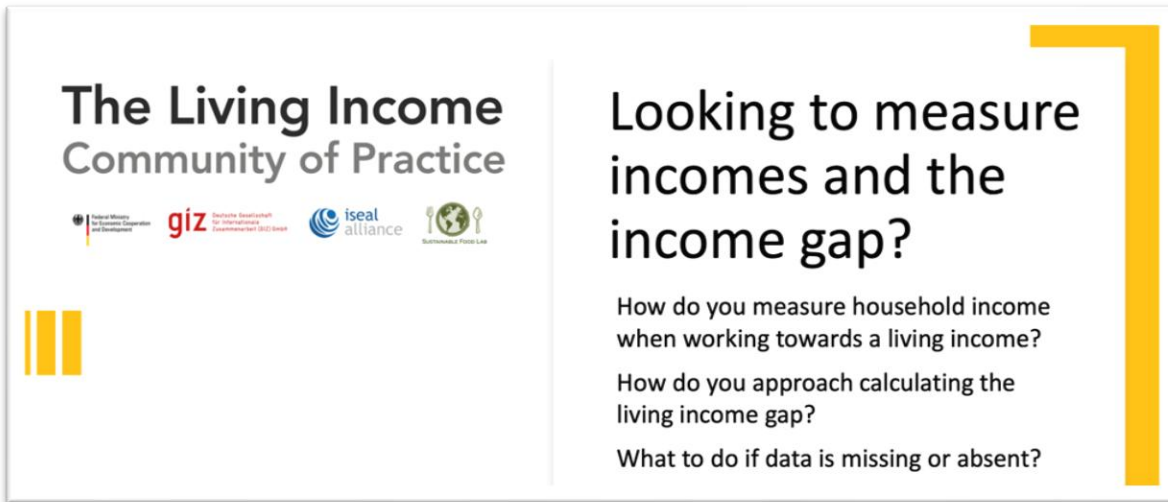 The Living Income
Community of Practice
Federal Ministry
for Economic Cooperation
and Development
giz
Deutsche Gesellschaft
für Internationale
Zusammenarbeit (GIZ) GmbH
iseal
alliance
SUSTAINABLE FOOD LAB
Looking to measure
incomes and the
income gap?
How do you measure household income
when working towards a living income?
How do you approach calculating the
living income gap?
What to do if data is missing or absent?